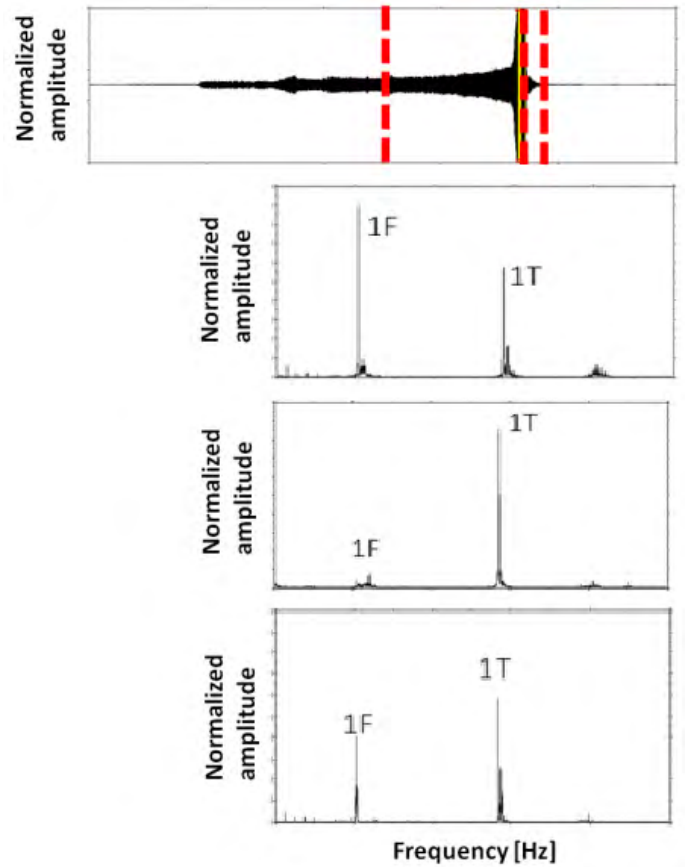 Normalized
amplitude
Normalized
amplitude
1F
1T
Normalized
amplitude
1T
1F
Normalized
amplitude
1T
1F
Frequency [Hz]